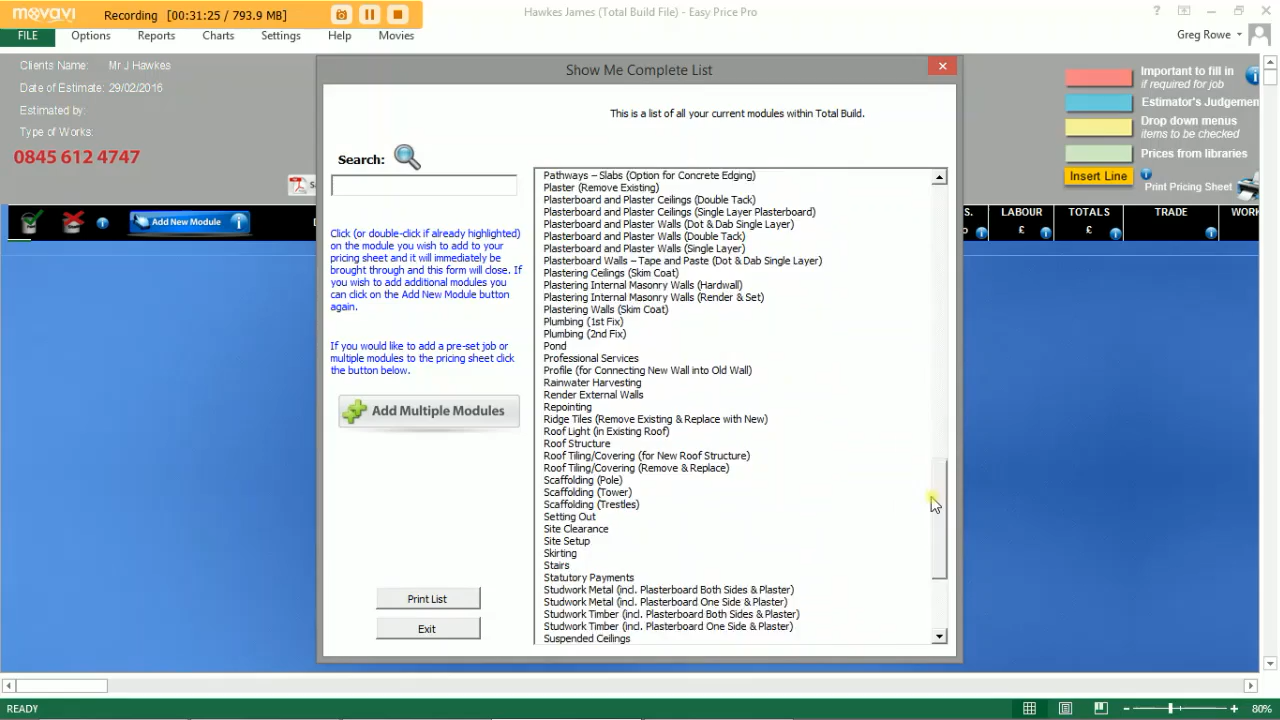 movavi Recording (00:31:25 / 793.9 MB)
Hawkes James (Total Build File) - Easy Price Pro
FILE Options Reports Charts Settings Help Movies
Greg Rowe
Clients Name: Mr J Hawkes
Date of Estimate: 29/02/2016
Estimated by:
Type of Works:
0845 612 4747
Important to fill in
if required for job
Estimator's Judgemen
Drop down menus
items to be checked
Prices from libraries
Insert Line
Print Pricing Sheet
Add New Module
S.
LABOUR
£
TOTALS
£
TRADE
WORK
Show Me Complete List
This is a list of all your current modules within Total Build.
Search:
Click (or double-click if already highlighted)
on the module you wish to add to your
pricing sheet and it will immediately be
brought through and this form will close. If
you wish to add additional modules you
can click on the Add New Module button
again.
If you would like to add a pre-set job or
multiple modules to the pricing sheet click
the button below.
Add Multiple Modules
Print List
Exit
Pathways – Slabs (Option for Concrete Edging)
Plaster (Remove Existing)
Plasterboard and Plaster Ceilings (Double Tack)
Plasterboard and Plaster Ceilings (Single Layer Plasterboard)
Plasterboard and Plaster Walls (Dot & Dab Single Layer)
Plasterboard and Plaster Walls (Double Tack)
Plasterboard and Plaster Walls (Single Layer)
Plasterboard Walls – Tape and Paste (Dot & Dab Single Layer)
Plastering Ceilings (Skim Coat)
Plastering Internal Masonry Walls (Hardwall)
Plastering Internal Masonry Walls (Render & Set)
Plastering Walls (Skim Coat)
Plumbing (1st Fix)
Plumbing (2nd Fix)
Pond
Professional Services
Profile (for Connecting New Wall into Old Wall)
Rainwater Harvesting
Render External Walls
Repointing
Ridge Tiles (Remove Existing & Replace with New)
Roof Light (in Existing Roof)
Roof Structure
Roof Tiling/Covering (for New Roof Structure)
Roof Tiling/Covering (Remove & Replace)
Scaffolding (Pole)
Scaffolding (Tower)
Scaffolding (Trestles)
Setting Out
Site Clearance
Site Setup
Skirting
Stairs
Statutory Payments
Studwork Metal (incl. Plasterboard Both Sides & Plaster)
Studwork Metal (incl. Plasterboard One Side & Plaster)
Studwork Timber (incl. Plasterboard Both Sides & Plaster)
Studwork Timber (incl. Plasterboard One Side & Plaster)
Suspended Ceilings
READY
80%